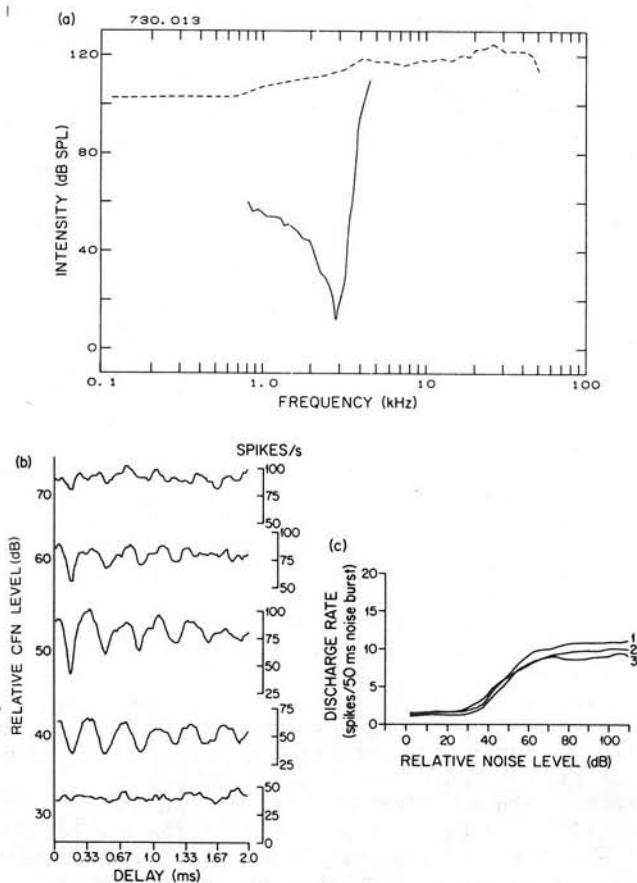 (a) 730.013
120
80
40
0
INTENSITY (dB SPL)
0.1 1.0 10 100
FREQUENCY (kHz)
(b) SPIKES/s
70 100 75 50
60 100 75 50
50 100 75 50 25
40 75 50 25
30 50 25 0
RELATIVE CFN LEVEL (dB)
0 0.33 0.67 1.0 1.33 1.67 2.0
DELAY (ms)
(c)
20
15
10
5
0
DISCHARGE RATE
(spikes/50 ms noise burst)
1
2
3
0 20 40 60 80 100
RELATIVE NOISE LEVEL (dB)